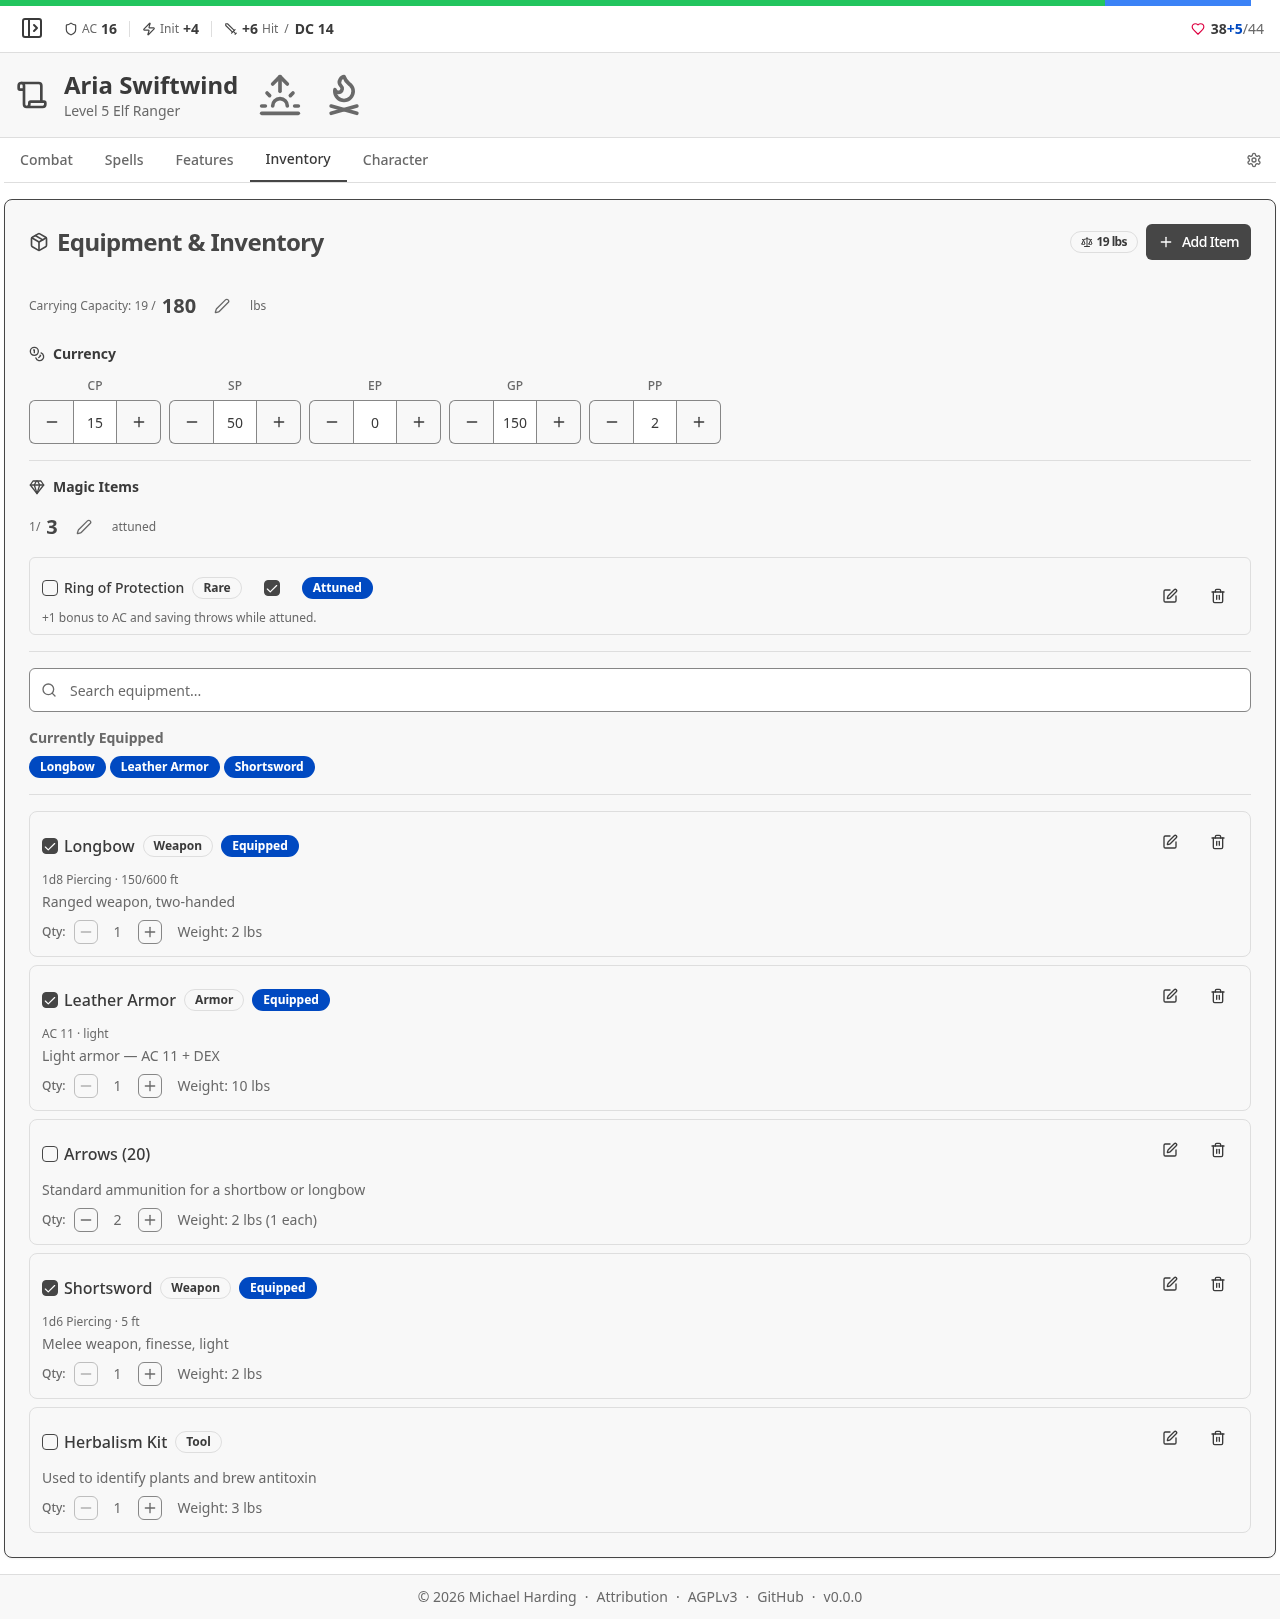 AC 16 Init +4 +6 Hit / DC 14 38+5/44
Aria Swiftwind
Level 5 Elf Ranger
Combat Spells Features Inventory Character
Equipment & Inventory 19 lbs Add Item
Carrying Capacity: 19 / 180 lbs
Currency
CP SP EP GP PP
15 50 0 150 2
Magic Items
1/ 3 attuned
Ring of Protection Rare Attuned
+1 bonus to AC and saving throws while attuned.
Search equipment...
Currently Equipped
Longbow Leather Armor Shortsword
Longbow Weapon Equipped
1d8 Piercing · 150/600 ft
Ranged weapon, two-handed
Qty: 1 Weight: 2 lbs
Leather Armor Armor Equipped
AC 11 · light
Light armor — AC 11 + DEX
Qty: 1 Weight: 10 lbs
Arrows (20)
Standard ammunition for a shortbow or longbow
Qty: 2 Weight: 2 lbs (1 each)
Shortsword Weapon Equipped
1d6 Piercing · 5 ft
Melee weapon, finesse, light
Qty: 1 Weight: 2 lbs
Herbalism Kit Tool
Used to identify plants and brew antitoxin
Qty: 1 Weight: 3 lbs
© 2026 Michael Harding · Attribution · AGPLv3 · GitHub · v0.0.0